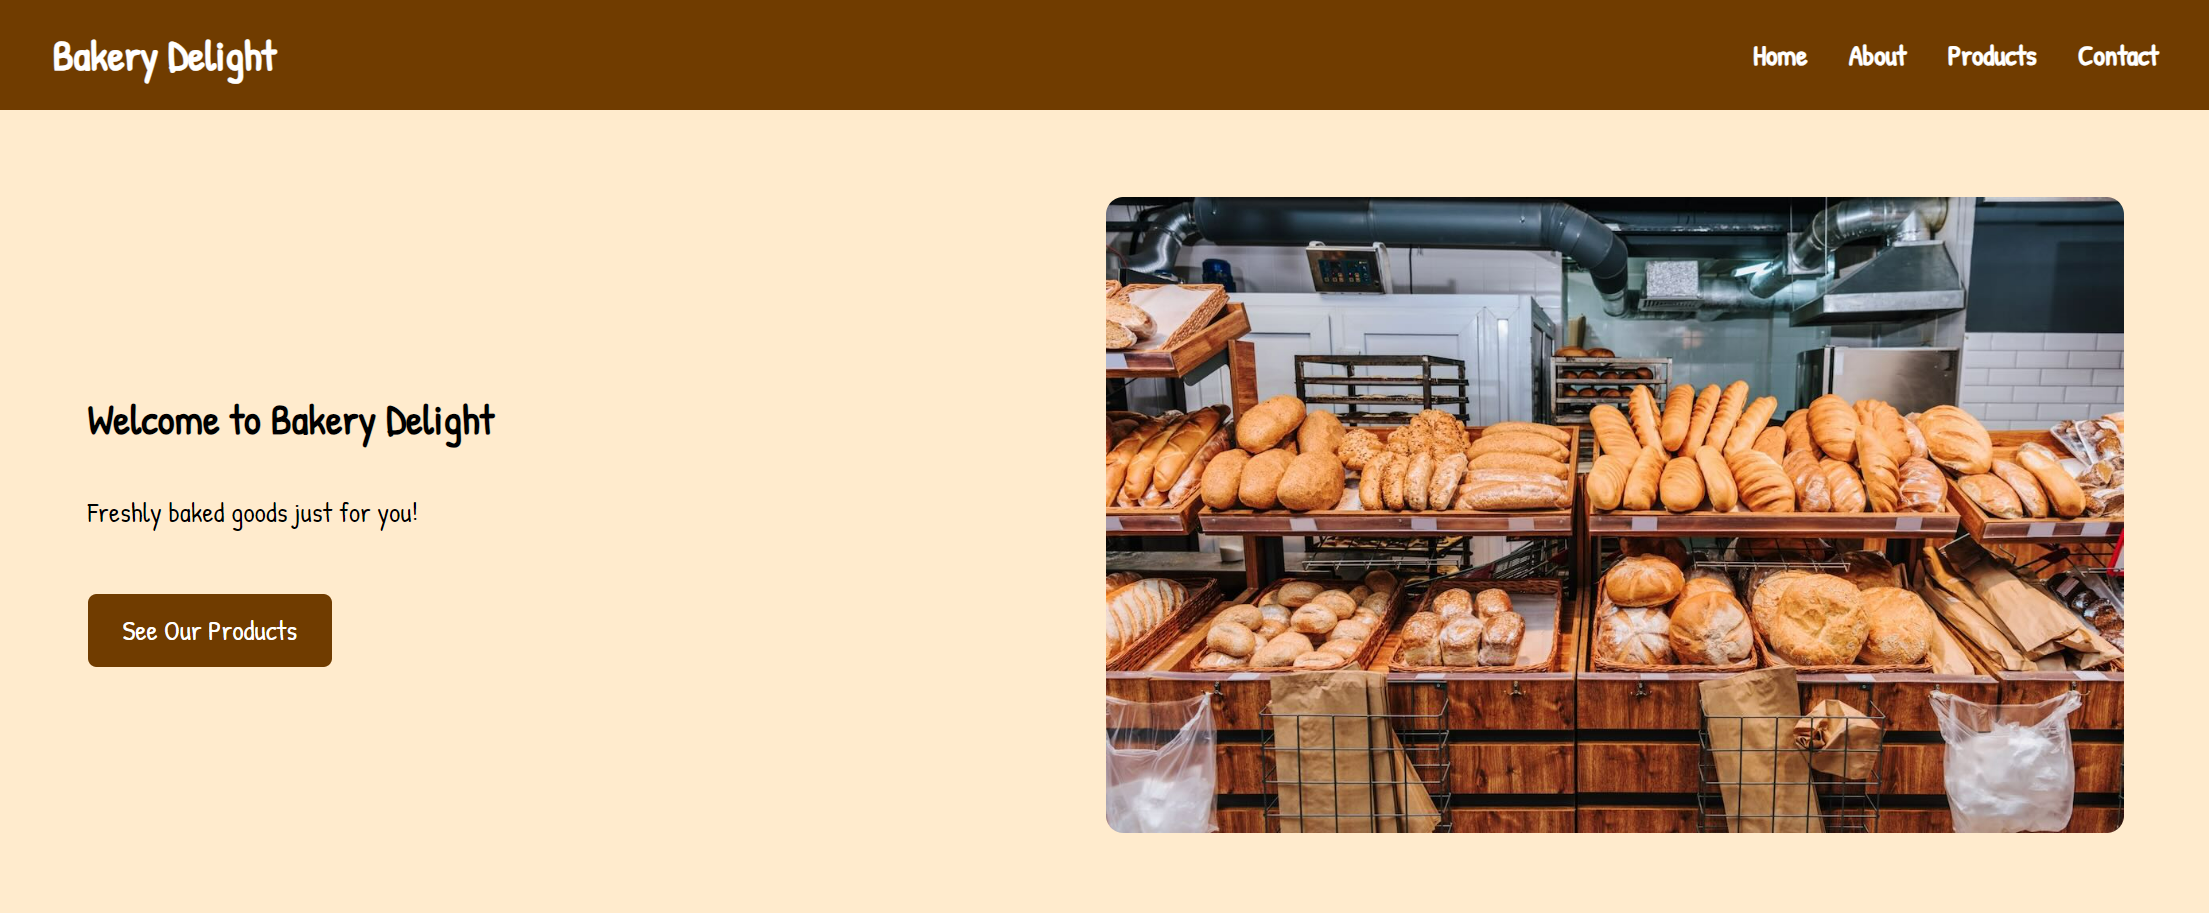 Bakery Delight
Home About Products Contact
Welcome to Bakery Delight
Freshly baked goods just for you!
See Our Products